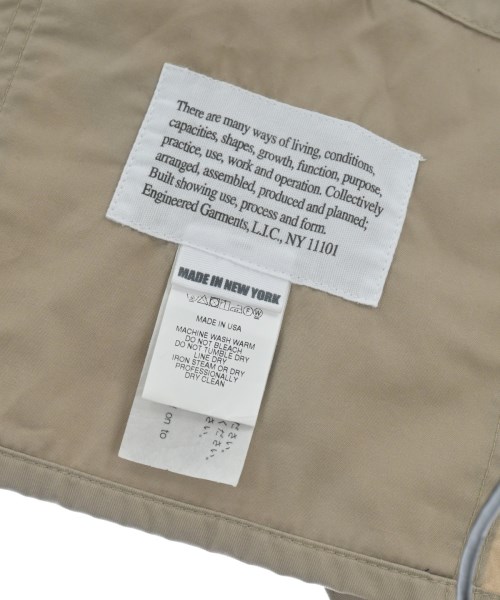 There are many ways of living, conditions,
capacities, shapes, growth, function, purpose,
practice, use, work and operation. Collectively
arranged, assembled, produced and planned;
Built showing use, process and form.
Engineered Garments, L.I.C., NY 11101
MADE IN NEW YORK
MADE IN USA
MACHINE WASH WARM
DO NOT BLEACH
DO NOT TUMBLE DRY
LINE DRY
IRON STEAM OR DRY
PROFESSIONALLY
DRY CLEAN
on to